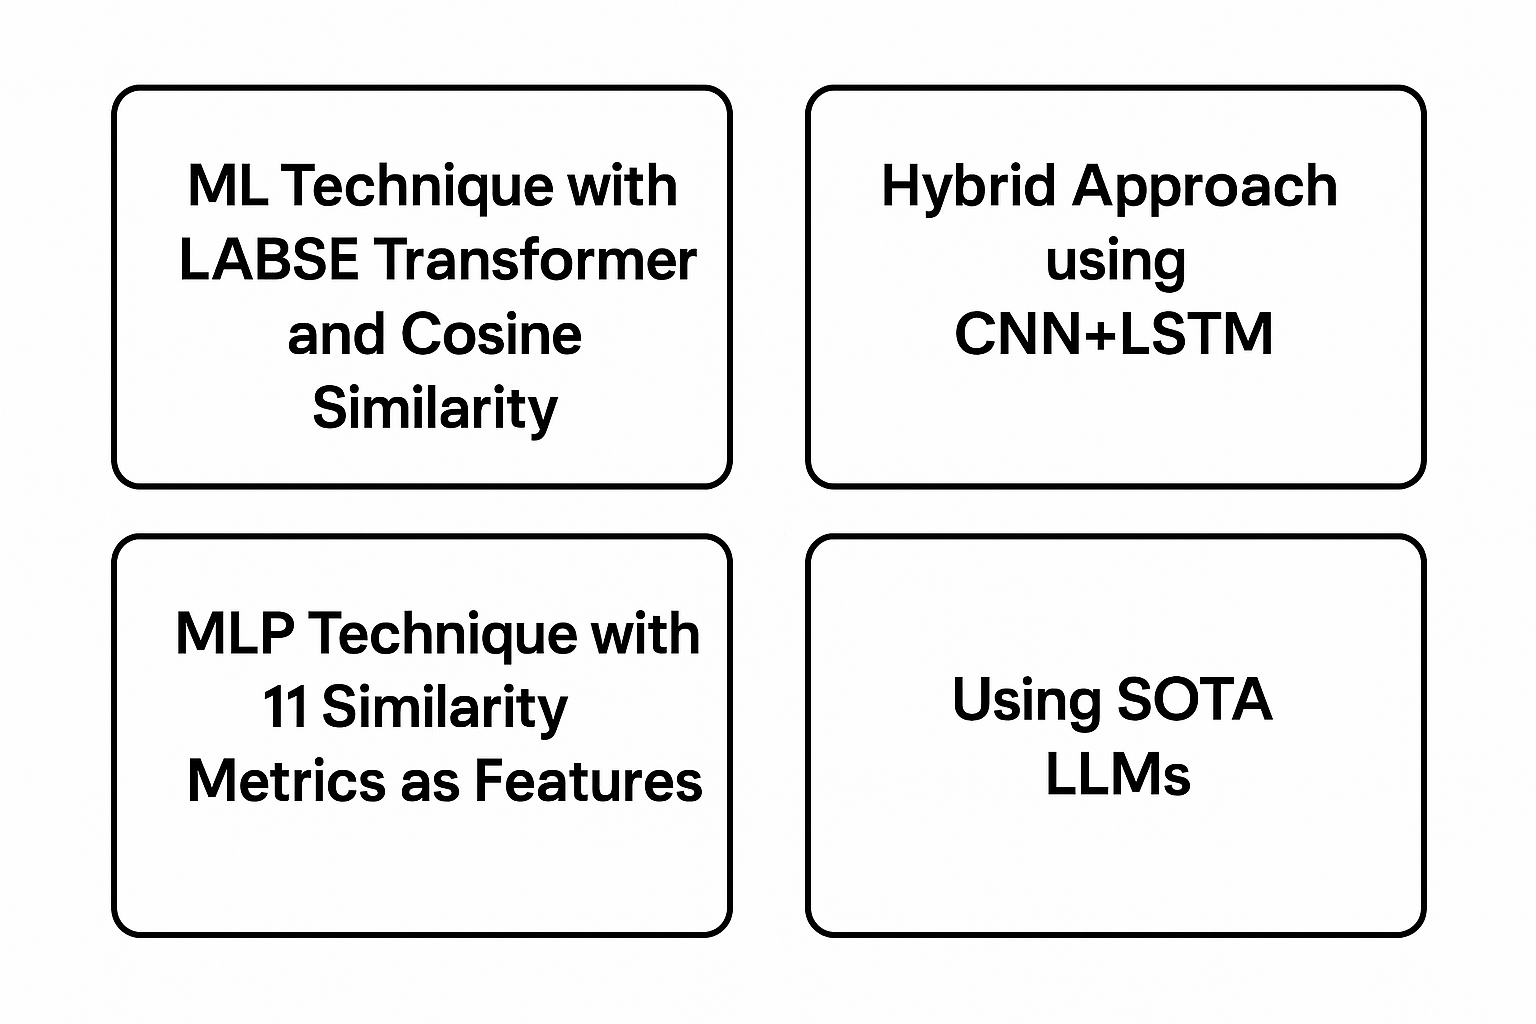 ML Technique with
LABSE Transformer
and Cosine
Similarity
Hybrid Approach
using
CNN+LSTM
MLP Technique with
11 Similarity
Metrics as Features
Using SOTA
LLMs